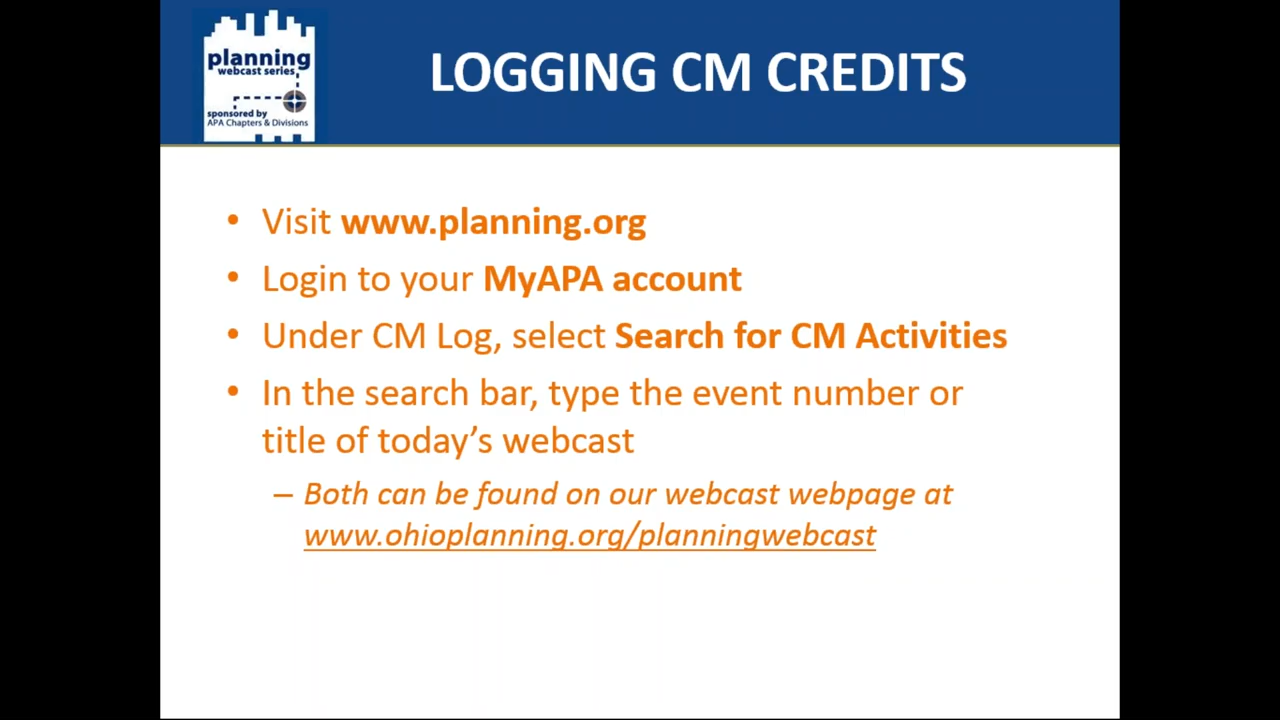 planning
webcast series
sponsored by
APA Chapters & Divisions
LOGGING CM CREDITS
• Visit www.planning.org
• Login to your MyAPA account
• Under CM Log, select Search for CM Activities
• In the search bar, type the event number or
title of today's webcast
– Both can be found on our webcast webpage at
www.ohioplanning.org/planningwebcast